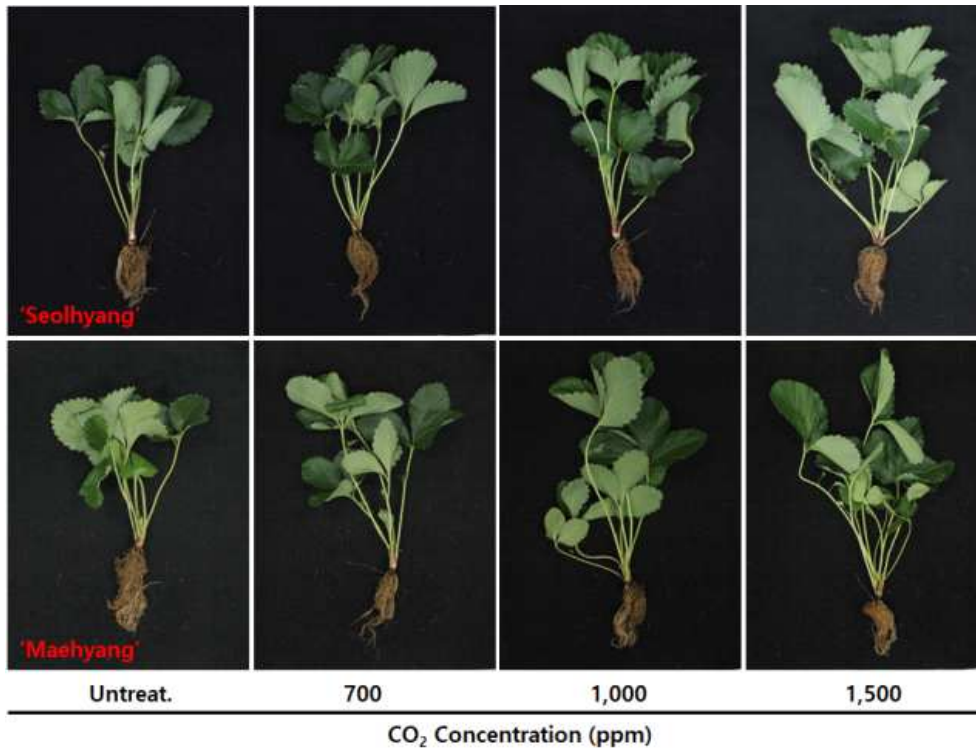 'Seolhyang'
'Maehyang'
Untreat. 700 1,000 1,500
CO₂ Concentration (ppm)